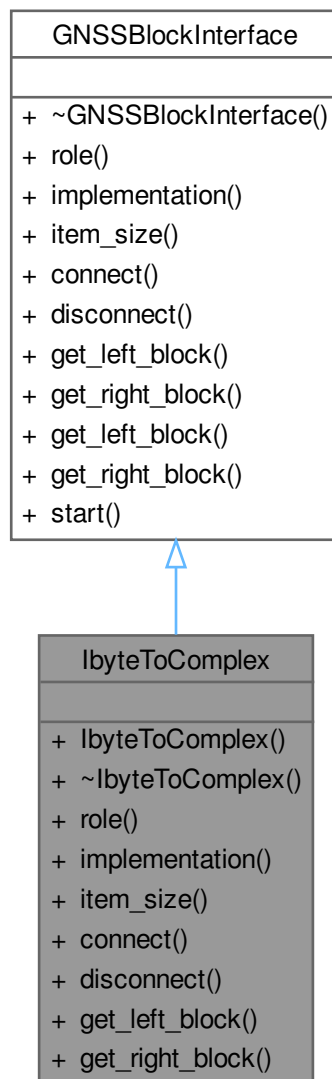 GNSSBlockInterface
+ ~GNSSBlockInterface()
+ role()
+ implementation()
+ item_size()
+ connect()
+ disconnect()
+ get_left_block()
+ get_right_block()
+ get_left_block()
+ get_right_block()
+ start()
IbyteToComplex
+ IbyteToComplex()
+ ~IbyteToComplex()
+ role()
+ implementation()
+ item_size()
+ connect()
+ disconnect()
+ get_left_block()
+ get_right_block()